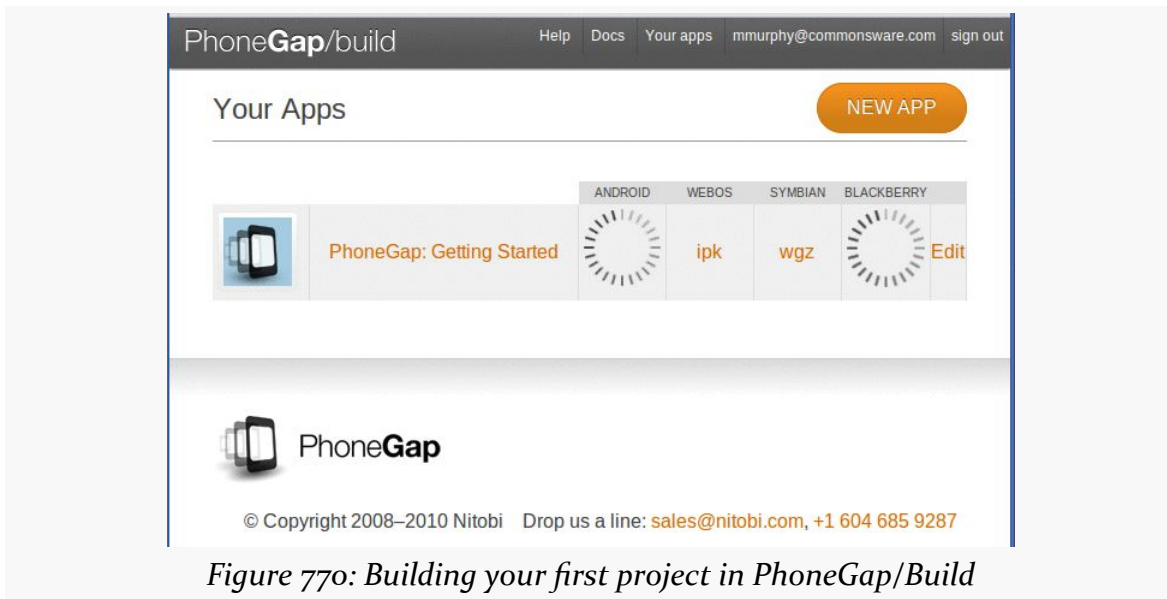 PhoneGap/build
Help Docs Your apps mmurphy@commonsware.com sign out
Your Apps
NEW APP
ANDROID WEBOS SYMBIAN BLACKBERRY
PhoneGap: Getting Started ipk wgz Edit
PhoneGap
© Copyright 2008–2010 Nitobi Drop us a line: sales@nitobi.com, +1 604 685 9287
Figure 770: Building your first project in PhoneGap/Build